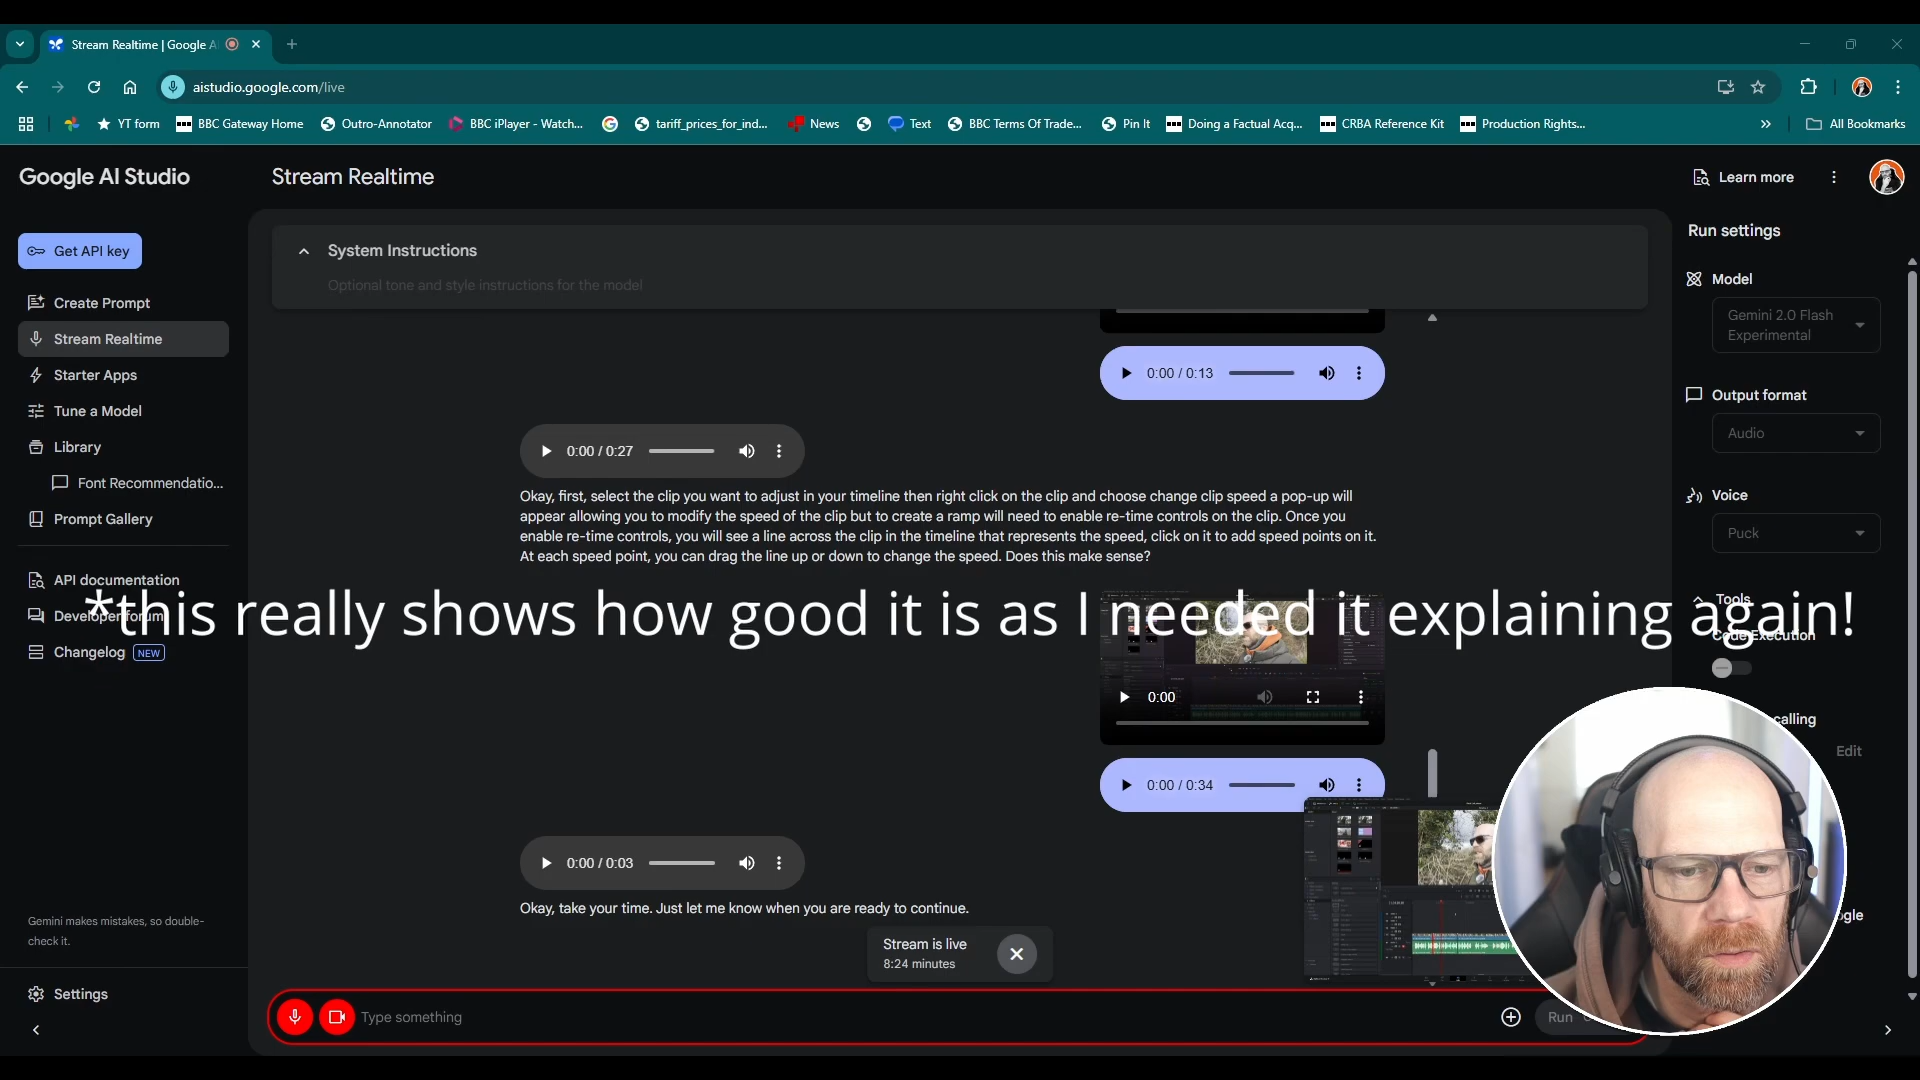 Stream Realtime | Google A
aistudio.google.com/live
YT form
BBC Gateway Home
Outro-Annotator
BBC iPlayer - Watch...
tariff_prices_for_ind...
News
Text
BBC Terms Of Trade...
Pin It
Doing a Factual Acq...
CRBA Reference Kit
Production Rights...
All Bookmarks
Google AI Studio
Stream Realtime
Learn more
Get API key
Create Prompt
Stream Realtime
Starter Apps
Tune a Model
Library
Font Recommendatio...
Prompt Gallery
API documentation
Developer forum
Changelog NEW
Gemini makes mistakes, so double-
check it.
Settings
System Instructions
Optional tone and style instructions for the model
0:00 / 0:13
0:00 / 0:27
Okay, first, select the clip you want to adjust in your timeline then right click on the clip and choose change clip speed a pop-up will
appear allowing you to modify the speed of the clip but to create a ramp will need to enable re-time controls on the clip. Once you
enable re-time controls, you will see a line across the clip in the timeline that represents the speed, click on it to add speed points on it.
At each speed point, you can drag the line up or down to change the speed. Does this make sense?
*this really shows how good it is as I needed it explaining again!
0:00
0:00 / 0:34
0:00 / 0:03
Okay, take your time. Just let me know when you are ready to continue.
Stream is live
8:24 minutes
Type something
Run
Run settings
Model
Gemini 2.0 Flash
Experimental
Output format
Audio
Voice
Puck
Tools
Code Execution
calling
Edit